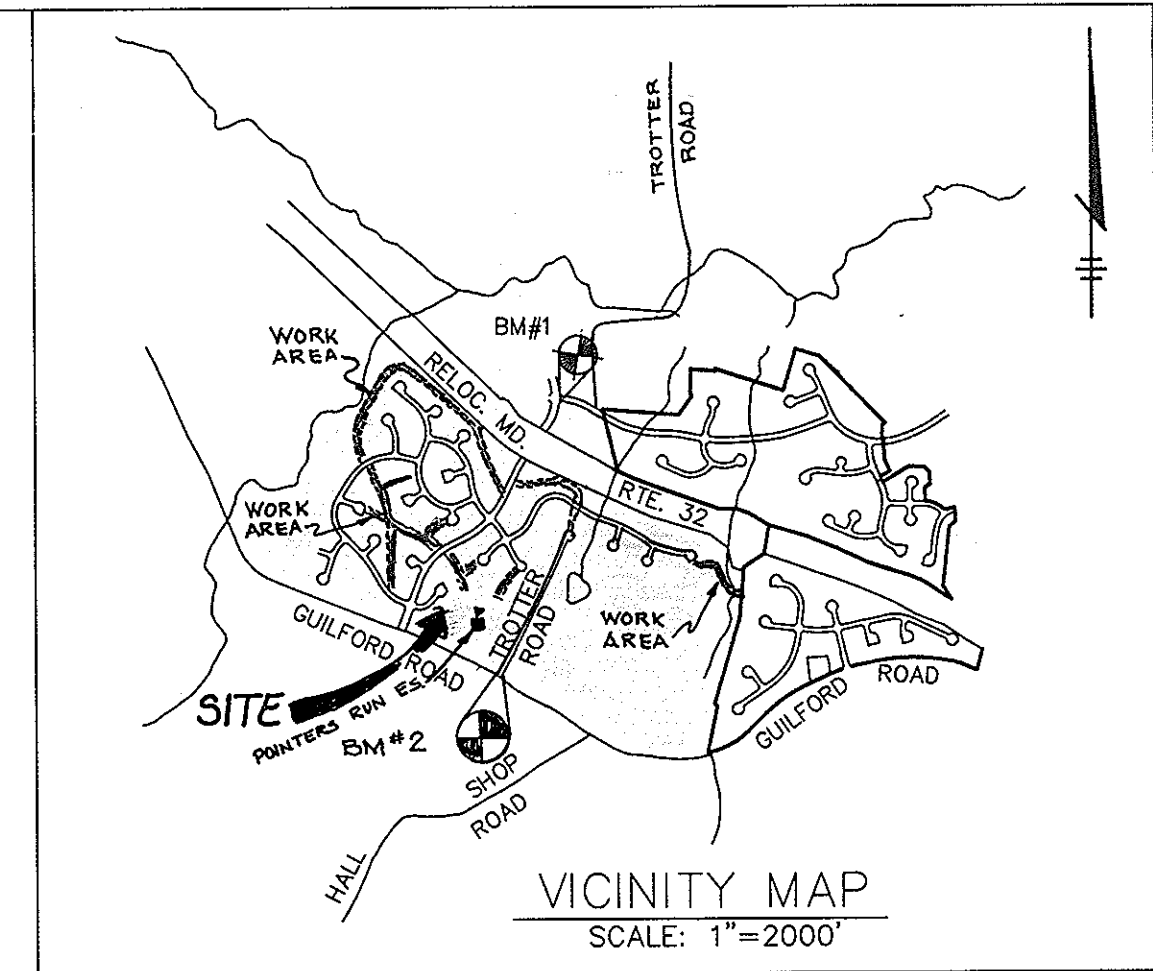 TROTTER
ROAD
BM#1
WORK
AREA
RELOC. MD.
RTE. 32
WORK
AREA
GUILFORD ROAD
TROTTER
ROAD
WORK
AREA
GUILFORD ROAD
SITE
POINTERS RUN ES.
BM#2
SHOP
ROAD
HALL
VICINITY MAP
SCALE: 1"=2000'